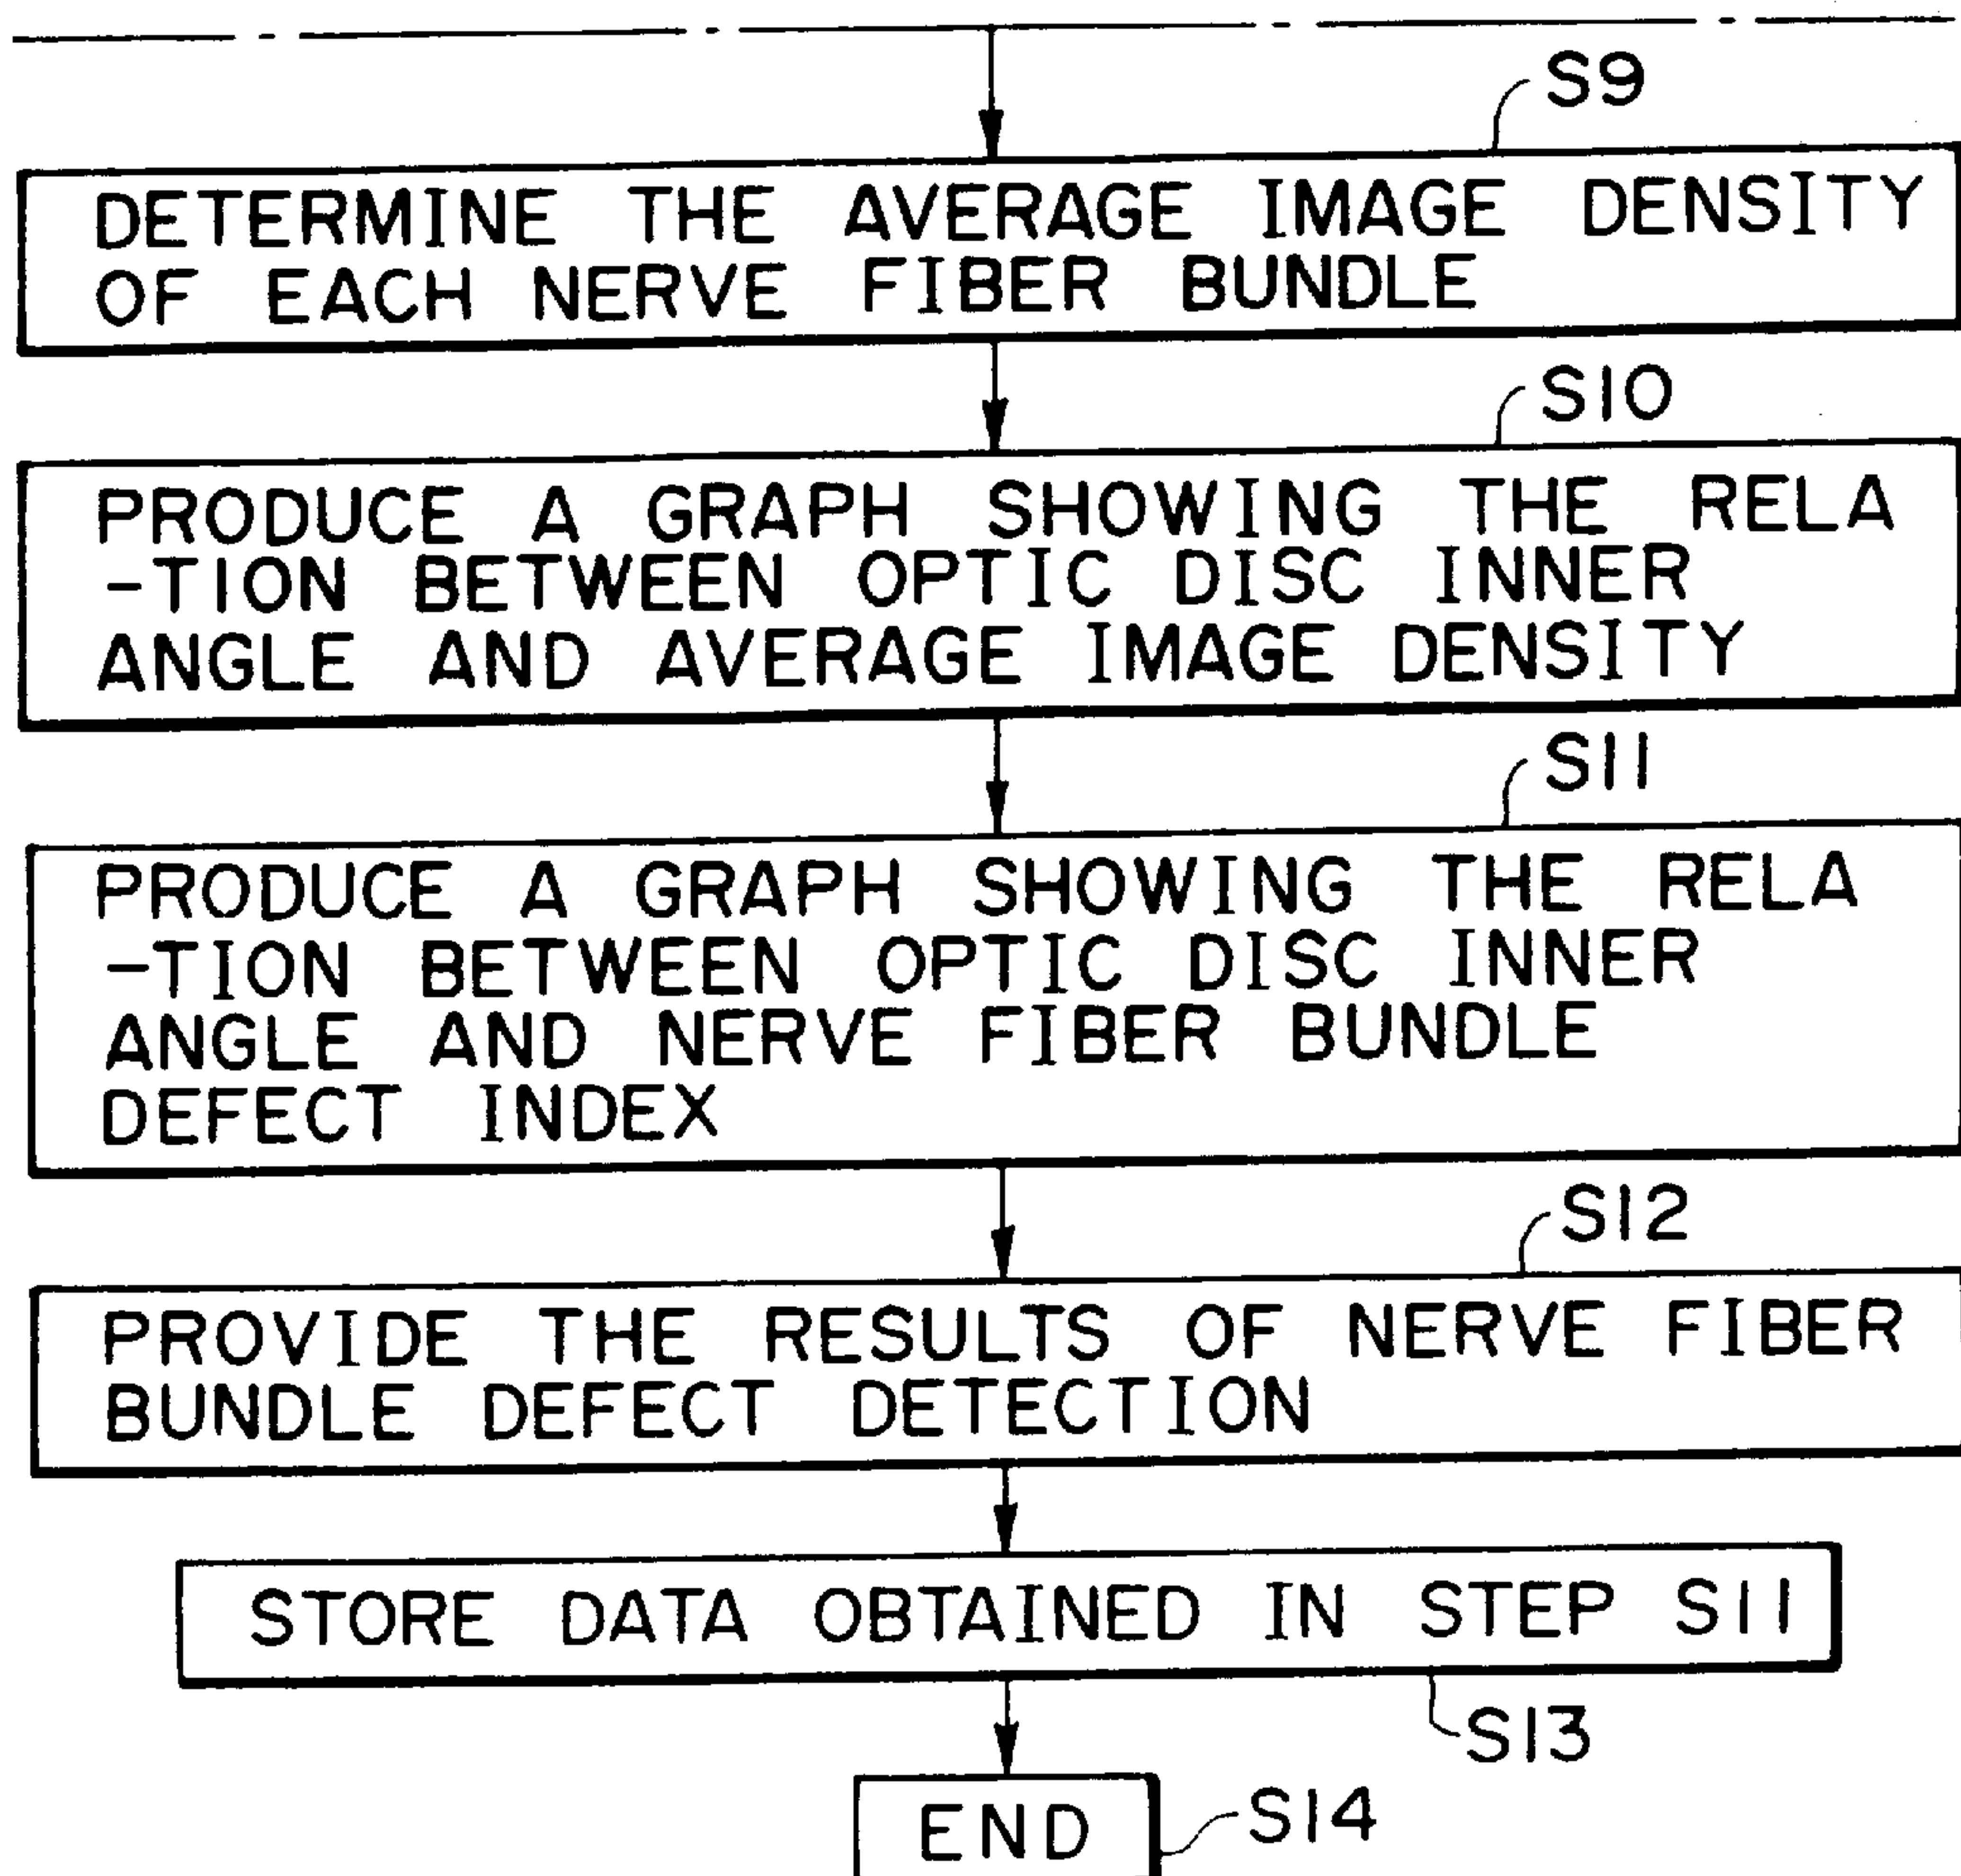 S9
DETERMINE THE AVERAGE IMAGE DENSITY
OF EACH NERVE FIBER BUNDLE
S10
PRODUCE A GRAPH SHOWING THE RELA
-TION BETWEEN OPTIC DISC INNER
ANGLE AND AVERAGE IMAGE DENSITY
S11
PRODUCE A GRAPH SHOWING THE RELA
-TION BETWEEN OPTIC DISC INNER
ANGLE AND NERVE FIBER BUNDLE
DEFECT INDEX
S12
PROVIDE THE RESULTS OF NERVE FIBER
BUNDLE DEFECT DETECTION
STORE DATA OBTAINED IN STEP S11
S13
END
S14